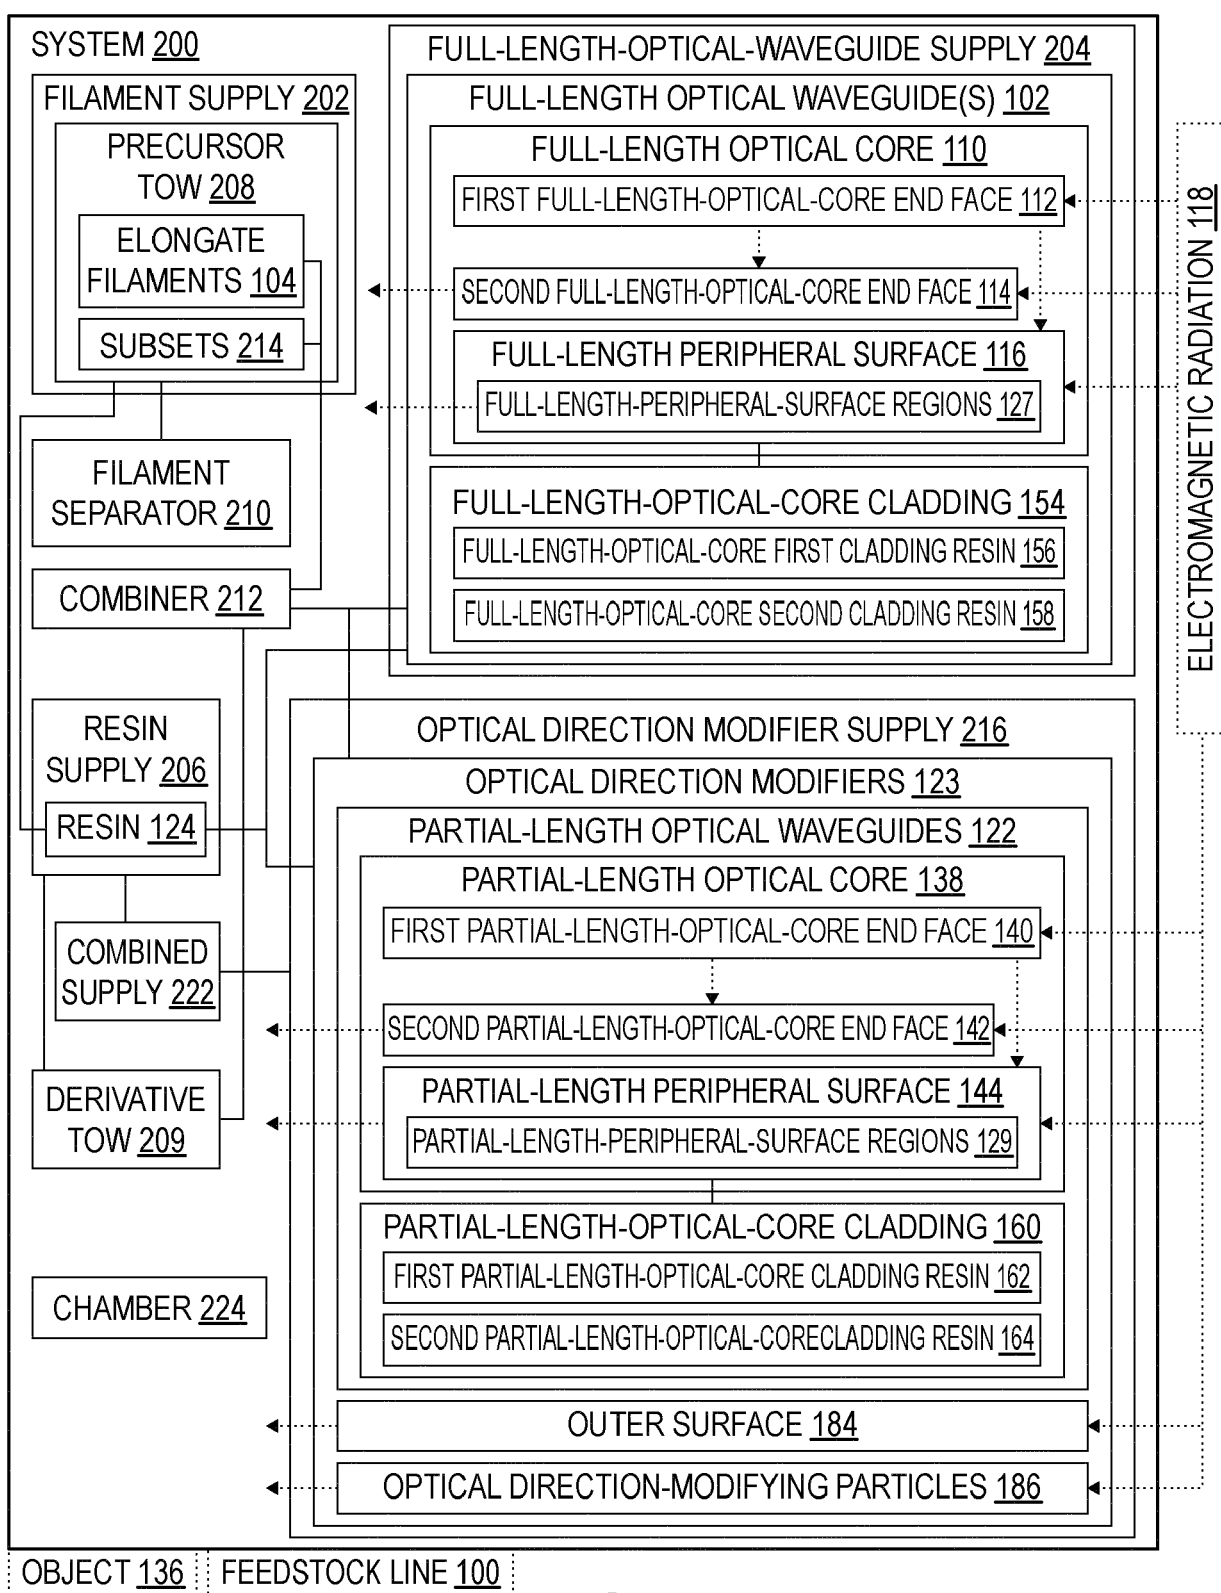 SYSTEM 200
FILAMENT SUPPLY 202
PRECURSOR
TOW 208
ELONGATE
FILAMENTS 104
SUBSETS 214
FILAMENT
SEPARATOR 210
COMBINER 212
RESIN
SUPPLY 206
RESIN 124
COMBINED
SUPPLY 222
DERIVATIVE
TOW 209
CHAMBER 224
FULL-LENGTH-OPTICAL-WAVEGUIDE SUPPLY 204
FULL-LENGTH OPTICAL WAVEGUIDE(S) 102
FULL-LENGTH OPTICAL CORE 110
FIRST FULL-LENGTH-OPTICAL-CORE END FACE 112
SECOND FULL-LENGTH-OPTICAL-CORE END FACE 114
FULL-LENGTH PERIPHERAL SURFACE 116
FULL-LENGTH-PERIPHERAL-SURFACE REGIONS 127
FULL-LENGTH-OPTICAL-CORE CLADDING 154
FULL-LENGTH-OPTICAL-CORE FIRST CLADDING RESIN 156
FULL-LENGTH-OPTICAL-CORE SECOND CLADDING RESIN 158
OPTICAL DIRECTION MODIFIER SUPPLY 216
OPTICAL DIRECTION MODIFIERS 123
PARTIAL-LENGTH OPTICAL WAVEGUIDES 122
PARTIAL-LENGTH OPTICAL CORE 138
FIRST PARTIAL-LENGTH-OPTICAL-CORE END FACE 140
SECOND PARTIAL-LENGTH-OPTICAL-CORE END FACE 142
PARTIAL-LENGTH PERIPHERAL SURFACE 144
PARTIAL-LENGTH-PERIPHERAL-SURFACE REGIONS 129
PARTIAL-LENGTH-OPTICAL-CORE CLADDING 160
FIRST PARTIAL-LENGTH-OPTICAL-CORE CLADDING RESIN 162
SECOND PARTIAL-LENGTH-OPTICAL-CORECLADDING RESIN 164
OUTER SURFACE 184
OPTICAL DIRECTION-MODIFYING PARTICLES 186
ELECTROMAGNETIC RADIATION 118
OBJECT 136
FEEDSTOCK LINE 100